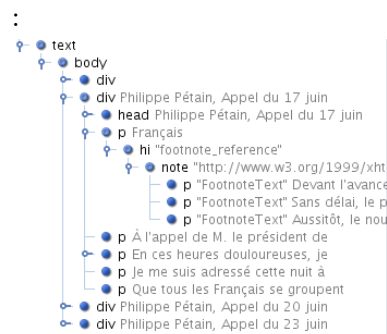 :
text
body
div
div Philippe Pétain, Appel du 17 juin
head Philippe Pétain, Appel du 17 juin
p Français
hi "footnote_reference"
note "http://www.w3.org/1999/xht
p "FootnoteText" Devant l'avance
p "FootnoteText" Sans délai, le p
p "FootnoteText" Aussitôt, le nou
p À l'appel de M. le président de
p En ces heures douloureuses, je
p Je me suis adressé cette nuit à
p Que tous les Français se groupent
div Philippe Pétain, Appel du 20 juin
div Philippe Pétain, Appel du 23 juin